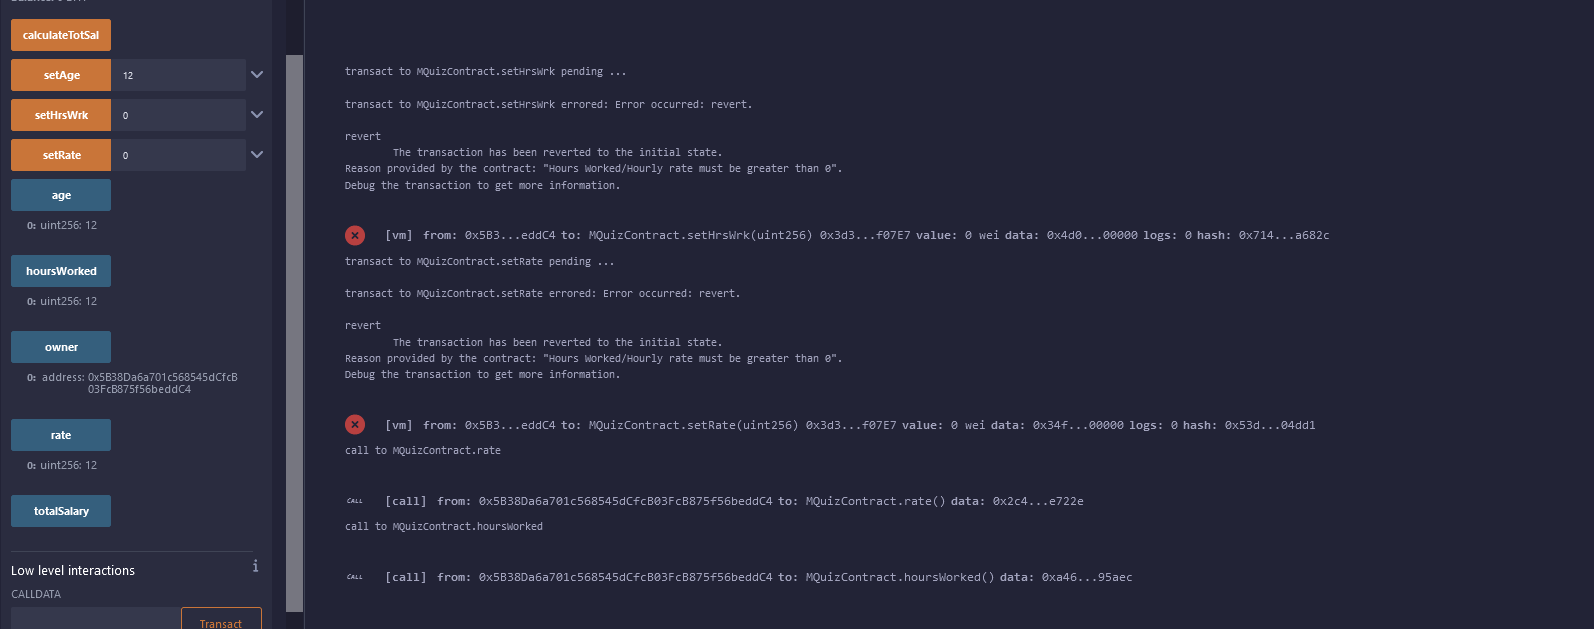 calculateTotSal
setAge 12
setHrsWrk 0
setRate 0
age
0: uint256: 12
hoursWorked
0: uint256: 12
owner
0: address: 0x5B38Da6a701c568545dCfcB
03FcB875f56beddC4
rate
0: uint256: 12
totalSalary
Low level interactions
i
CALLDATA
Transact
transact to MQuizContract.setHrsWrk pending ...
transact to MQuizContract.setHrsWrk errored: Error occurred: revert.
revert
The transaction has been reverted to the initial state.
Reason provided by the contract: "Hours Worked/Hourly rate must be greater than 0".
Debug the transaction to get more information.
[vm] from: 0x5B3...eddC4 to: MQuizContract.setHrsWrk(uint256) 0x3d3...f07E7 value: 0 wei data: 0x4d0...00000 logs: 0 hash: 0x714...a682c
transact to MQuizContract.setRate pending ...
transact to MQuizContract.setRate errored: Error occurred: revert.
revert
The transaction has been reverted to the initial state.
Reason provided by the contract: "Hours Worked/Hourly rate must be greater than 0".
Debug the transaction to get more information.
[vm] from: 0x5B3...eddC4 to: MQuizContract.setRate(uint256) 0x3d3...f07E7 value: 0 wei data: 0x34f...00000 logs: 0 hash: 0x53d...04dd1
call to MQuizContract.rate
CALL [call] from: 0x5B38Da6a701c568545dCfcB03FcB875f56beddC4 to: MQuizContract.rate() data: 0x2c4...e722e
call to MQuizContract.hoursWorked
CALL [call] from: 0x5B38Da6a701c568545dCfcB03FcB875f56beddC4 to: MQuizContract.hoursWorked() data: 0xa46...95aec